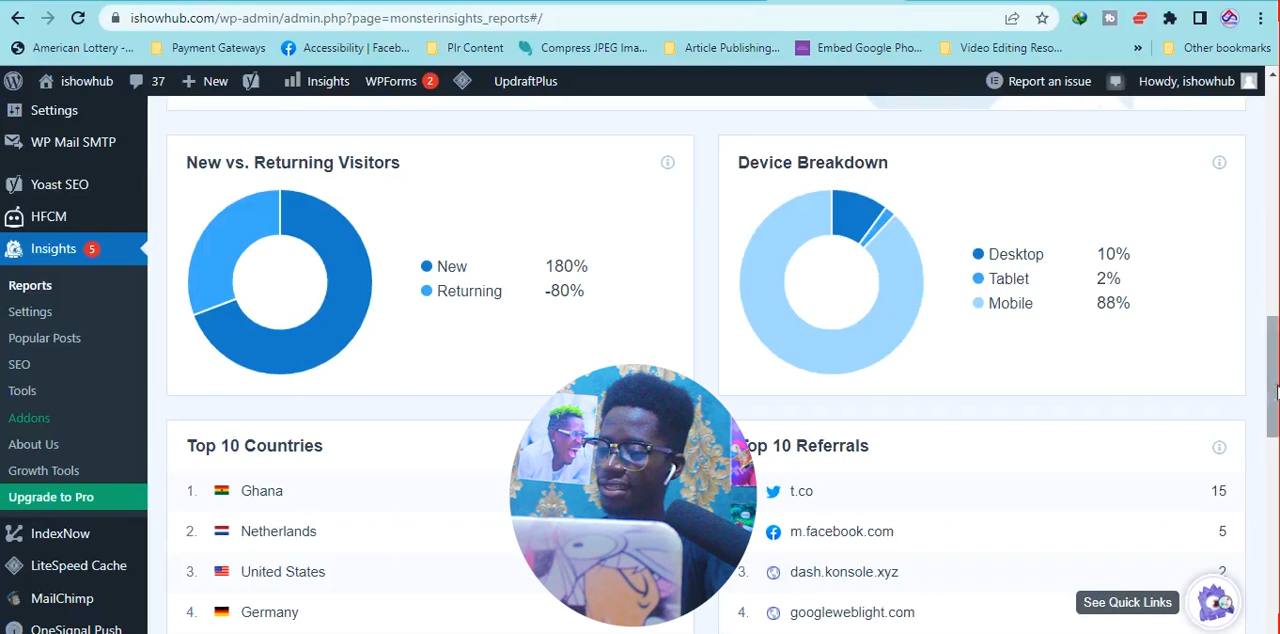 ishowhub.com/wp-admin/admin.php?page=monsterinsights_reports#/
American Lottery -... Payment Gateways Accessibility | Faceb... Plr Content Compress JPEG Ima... Article Publishing... Embed Google Pho... Video Editing Reso... » Other bookmarks
ishowhub 37 New Insights WPForms 2 UpdraftPlus Report an issue Howdy, ishowhub
Settings
WP Mail SMTP
Yoast SEO
HFCM
Insights 5
Reports
Settings
Popular Posts
SEO
Tools
Addons
About Us
Growth Tools
Upgrade to Pro
IndexNow
LiteSpeed Cache
MailChimp
OneSignal Push
New vs. Returning Visitors
New 180%
Returning -80%
Device Breakdown
Desktop 10%
Tablet 2%
Mobile 88%
Top 10 Countries
1. Ghana
2. Netherlands
3. United States
4. Germany
Top 10 Referrals
t.co 15
m.facebook.com 5
3. dash.konsole.xyz 2
4. googleweblight.com
See Quick Links